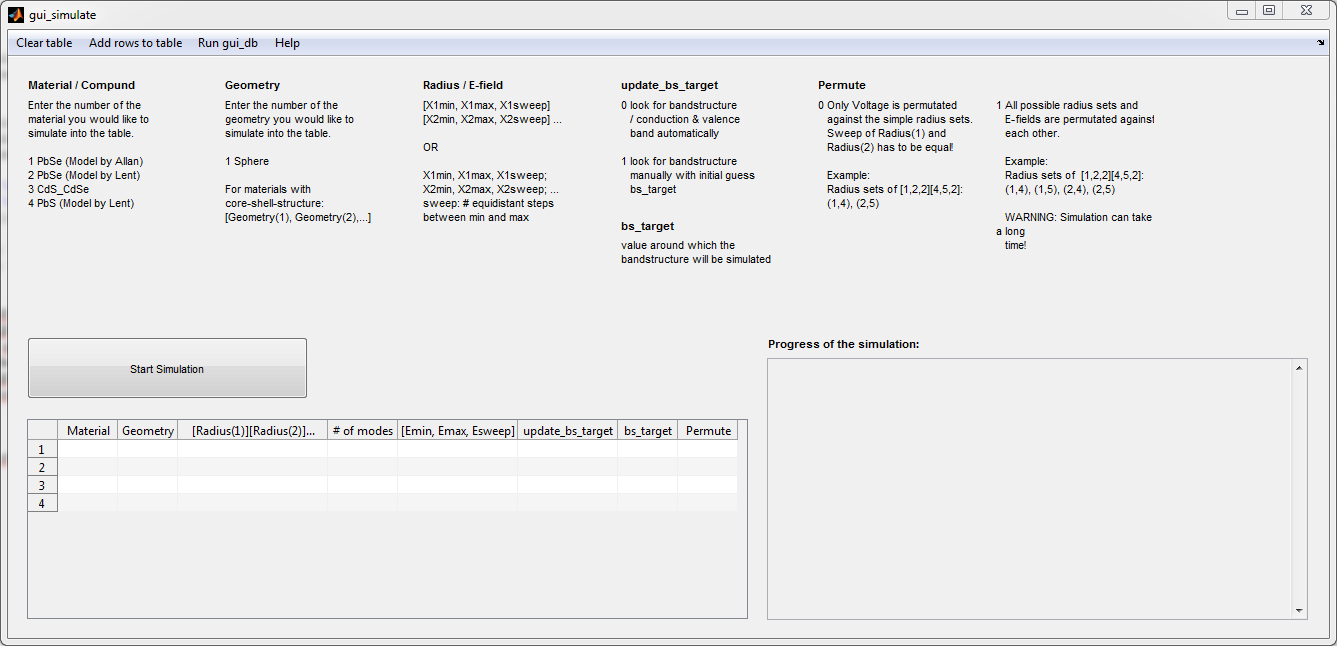 gui_simulate
Clear table Add rows to table Run gui_db Help
Material / Compund
Enter the number of the
material you would like to
simulate into the table.
1 PbSe (Model by Allan)
2 PbSe (Model by Lent)
3 CdS_CdSe
4 PbS (Model by Lent)
Geometry
Enter the number of the
geometry you would like to
simulate into the table.
1 Sphere
For materials with
core-shell-structure:
[Geometry(1), Geometry(2),...]
Radius / E-field
[X1min, X1max, X1sweep]
[X2min, X2max, X2sweep] ...
OR
X1min, X1max, X1sweep;
X2min, X2max, X2sweep; ...
sweep: # equidistant steps
between min and max
update_bs_target
0 look for bandstructure
/ conduction & valence
band automatically
1 look for bandstructure
manually with initial guess
bs_target
bs_target
value around which the
bandstructure will be simulated
Permute
0 Only Voltage is permutated
against the simple radius sets.
Sweep of Radius(1) and
Radius(2) has to be equal!
Example:
Radius sets of [1,2,2][4,5,2]:
(1,4), (2,5)
1 All possible radius sets and
E-fields are permutated against
each other.
Example:
Radius sets of [1,2,2][4,5,2]:
(1,4), (1,5), (2,4), (2,5)
WARNING: Simulation can take
a long
time!
Start Simulation
Progress of the simulation:
Material Geometry [Radius(1)][Radius(2)]... # of modes [Emin, Emax, Esweep] update_bs_target bs_target Permute
1
2
3
4